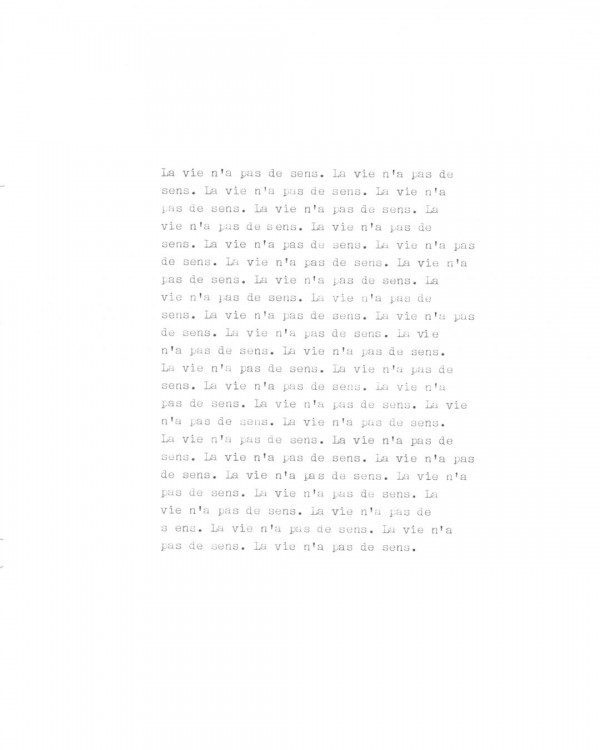 La vie n'a pas de sens. La vie n'a pas de
sens. La vie n'a pas de sens. La vie n'a
pas de sens. La vie n'a pas de sens. La
vie n'a pas de sens. La vie n'a pas de
sens. La vie n'a pas de sens. La vie n'a pas
de sens. La vie n'a pas de sens. La vie n'a
pas de sens. La vie n'a pas de sens. La
vie n'a pas de sens. La vie n'a pas de
sens. La vie n'a pas de sens. La vie n'a pas
de sens. La vie n'a pas de sens. La vie
n'a pas de sens. La vie n'a pas de sens.
La vie n'a pas de sens. La vie n'a pas de
sens. La vie n'a pas de sens. La vie n'a
pas de sens. La vie n'a pas de sens. La vie
n'a pas de sens. La vie n'a pas de sens.
La vie n'a pas de sens. La vie n'a pas de
sens. La vie n'a pas de sens. La vie n'a pas
de sens. La vie n'a pas de sens. La vie n'a
pas de sens. La vie n'a pas de sens. La
vie n'a pas de sens. La vie n'a pas de
s ens. La vie n'a pas de sens. La vie n'a
pas de sens. La vie n'a pas de sens.